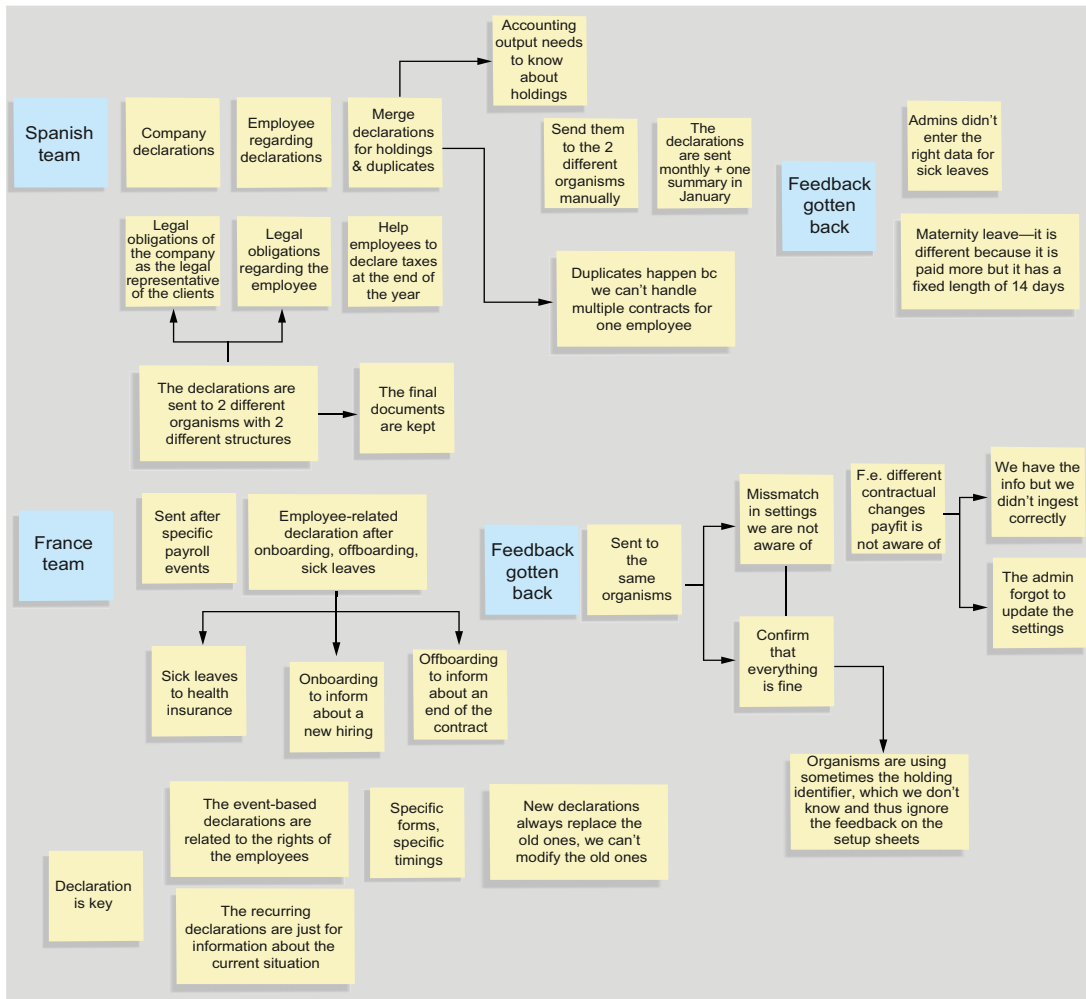 Accounting
output needs
to know
about
holdings
Spanish
team
Company
declarations
Employee
regarding
declarations
Merge
declarations
for holdings
& duplicates
Send them
to the 2
different
organisms
manually
The
declarations
are sent
monthly + one
summary in
January
Feedback
gotten
back
Admins didn't
enter the
right data for
sick leaves
Maternity leave—it is
different because it is
paid more but it has a
fixed length of 14 days
Legal
obligations of
the company
as the legal
representative
of the clients
Legal
obligations
regarding the
employee
Help
employees to
declare taxes
at the end of
the year
Duplicates happen bc
we can't handle
multiple contracts for
one employee
The declarations are
sent to 2 different
organisms with 2
different structures
The final
documents
are kept
France
team
Sent after
specific
payroll
events
Employee-related
declaration after
onboarding, offboarding,
sick leaves
Feedback
gotten
back
Sent to
the
same
organisms
Missmatch
in settings
we are not
aware of
F.e. different
contractual
changes
payfit is
not aware of
We have the
info but we
didn't ingest
correctly
The admin
forgot to
update the
settings
Confirm
that
everything
is fine
Sick leaves
to health
insurance
Onboarding
to inform
about a
new hiring
Offboarding
to inform
about an
end of the
contract
Organisms are using
sometimes the holding
identifier, which we don't
know and thus ignore
the feedback on the
setup sheets
The event-based
declarations are
related to the rights of
the employees
Specific
forms,
specific
timings
New declarations
always replace the
old ones, we can't
modify the old ones
Declaration
is key
The recurring
declarations are just for
information about the
current situation